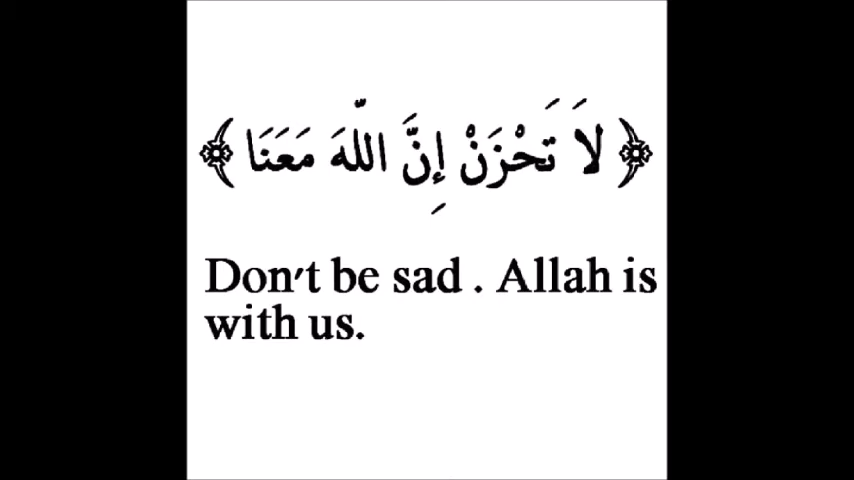 ﴿لَا تَحْزَنْ إِنَّ اللَّهَ مَعَنَا﴾
Don't be sad . Allah is
with us.